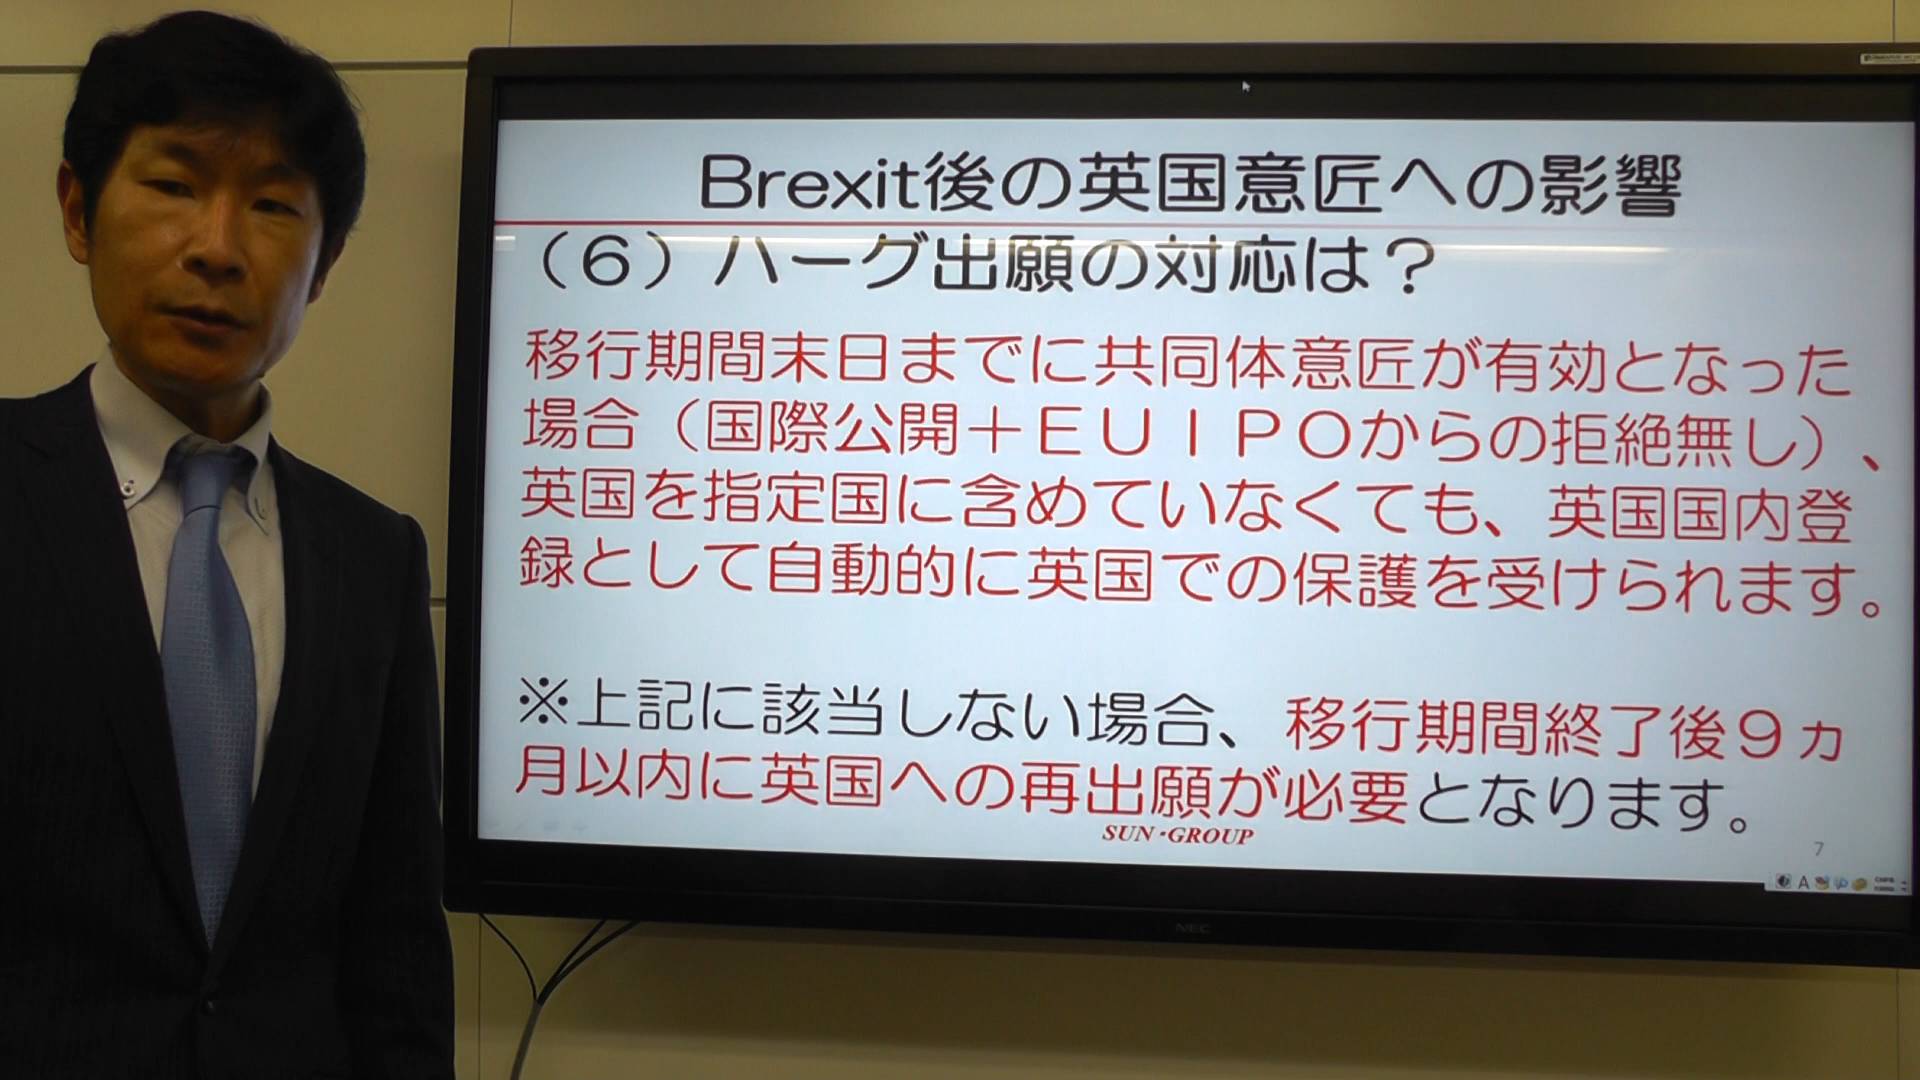 Brexit後の英国意匠への影響
（６）ハーグ出願の対応は？
移行期間末日までに共同体意匠が有効となった
場合（国際公開＋ＥＵＩＰＯからの拒絶無し）、
英国を指定国に含めていなくても、英国国内登
録として自動的に英国での保護を受けられます。
※上記に該当しない場合、移行期間終了後９ヵ
月以内に英国への再出願が必要となります。
SUN・GROUP
7
A
NEC